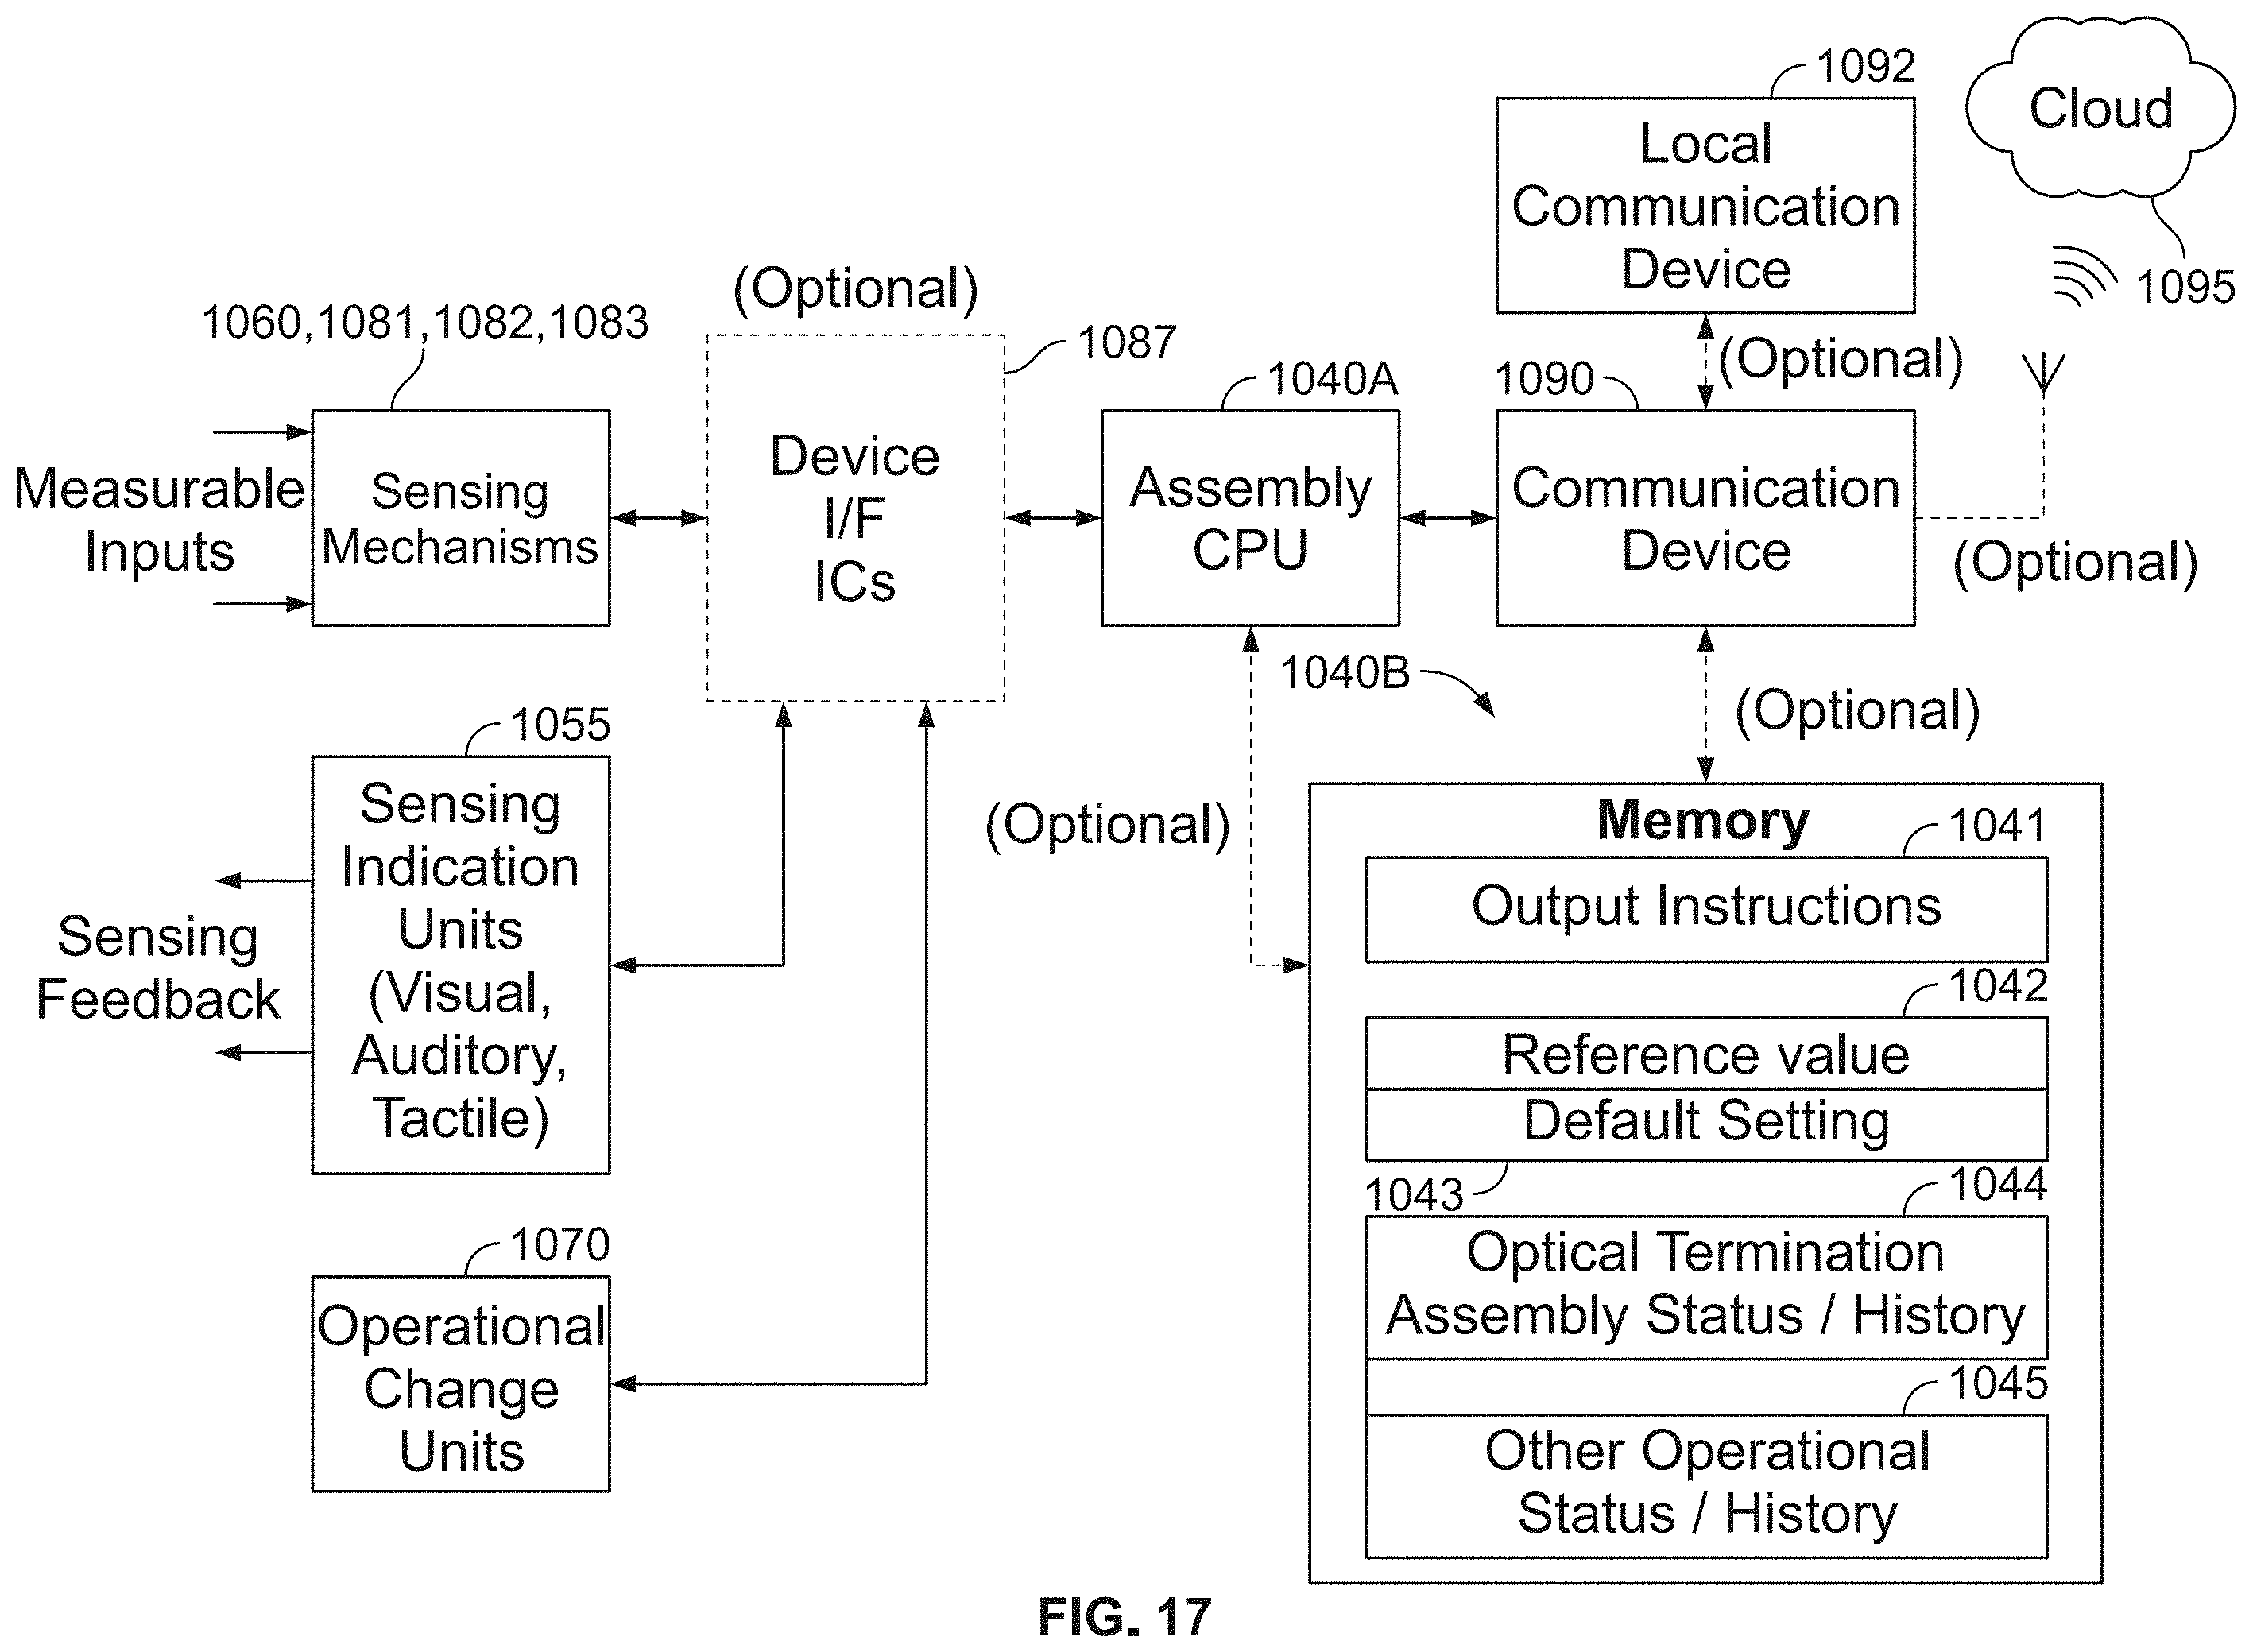 1092
Cloud
Local
Communication
Device
1095
(Optional)
1060,1081,1082,1083
1087
(Optional)
1040A
1090
Measurable
Inputs
Sensing
Mechanisms
Device
I/F
ICs
Assembly
CPU
Communication
Device
(Optional)
1040B
(Optional)
1055
Sensing
Indication
Units
(Visual,
Auditory,
Tactile)
Sensing
Feedback
(Optional)
Memory
1041
Output Instructions
1042
Reference value
Default Setting
1043
1044
Optical Termination
Assembly Status / History
1045
Other Operational
Status / History
1070
Operational
Change
Units
FIG. 17